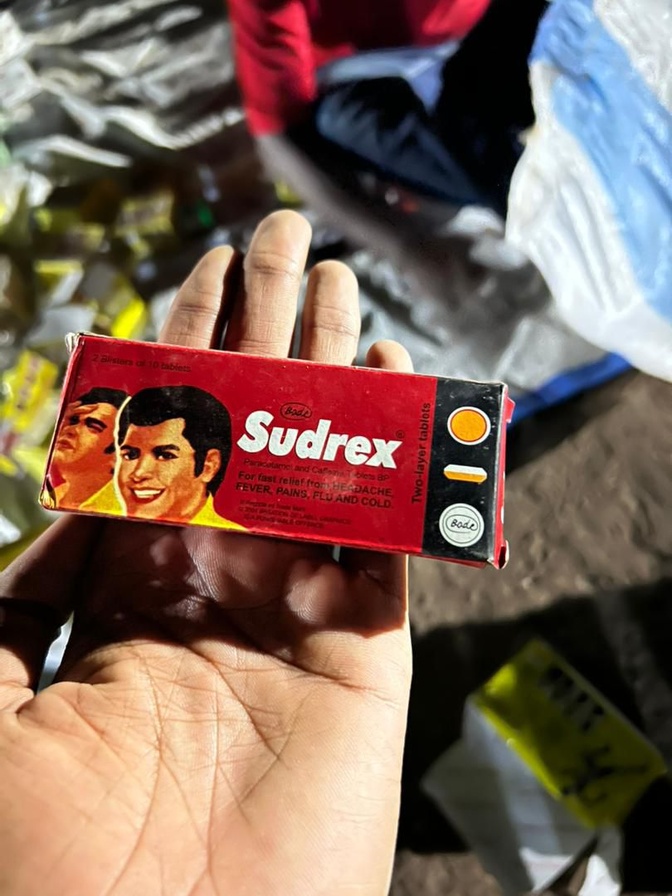 2 Blisters of 10 tablets
Bode
Sudrex®
Paracetamol and Caffeine Tablets BP
For fast relief from HEADACHE,
FEVER, PAINS, FLU AND COLD.
Two-layer tablets
Bode